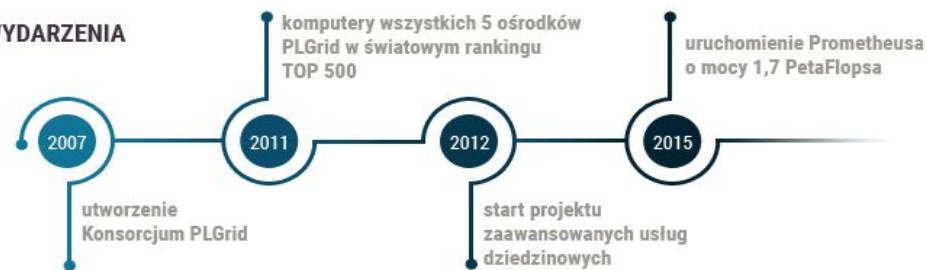 WYDARZENIA
2007
utworzenie
Konsorcjum PLGrid
2011
komputery wszystkich 5 ośrodków
PLGrid w światowym rankingu
TOP 500
2012
start projektu
zaawansowanych usług
dziedzinowych
2015
uruchomienie Prometheusa
o mocy 1,7 PetaFlopsa